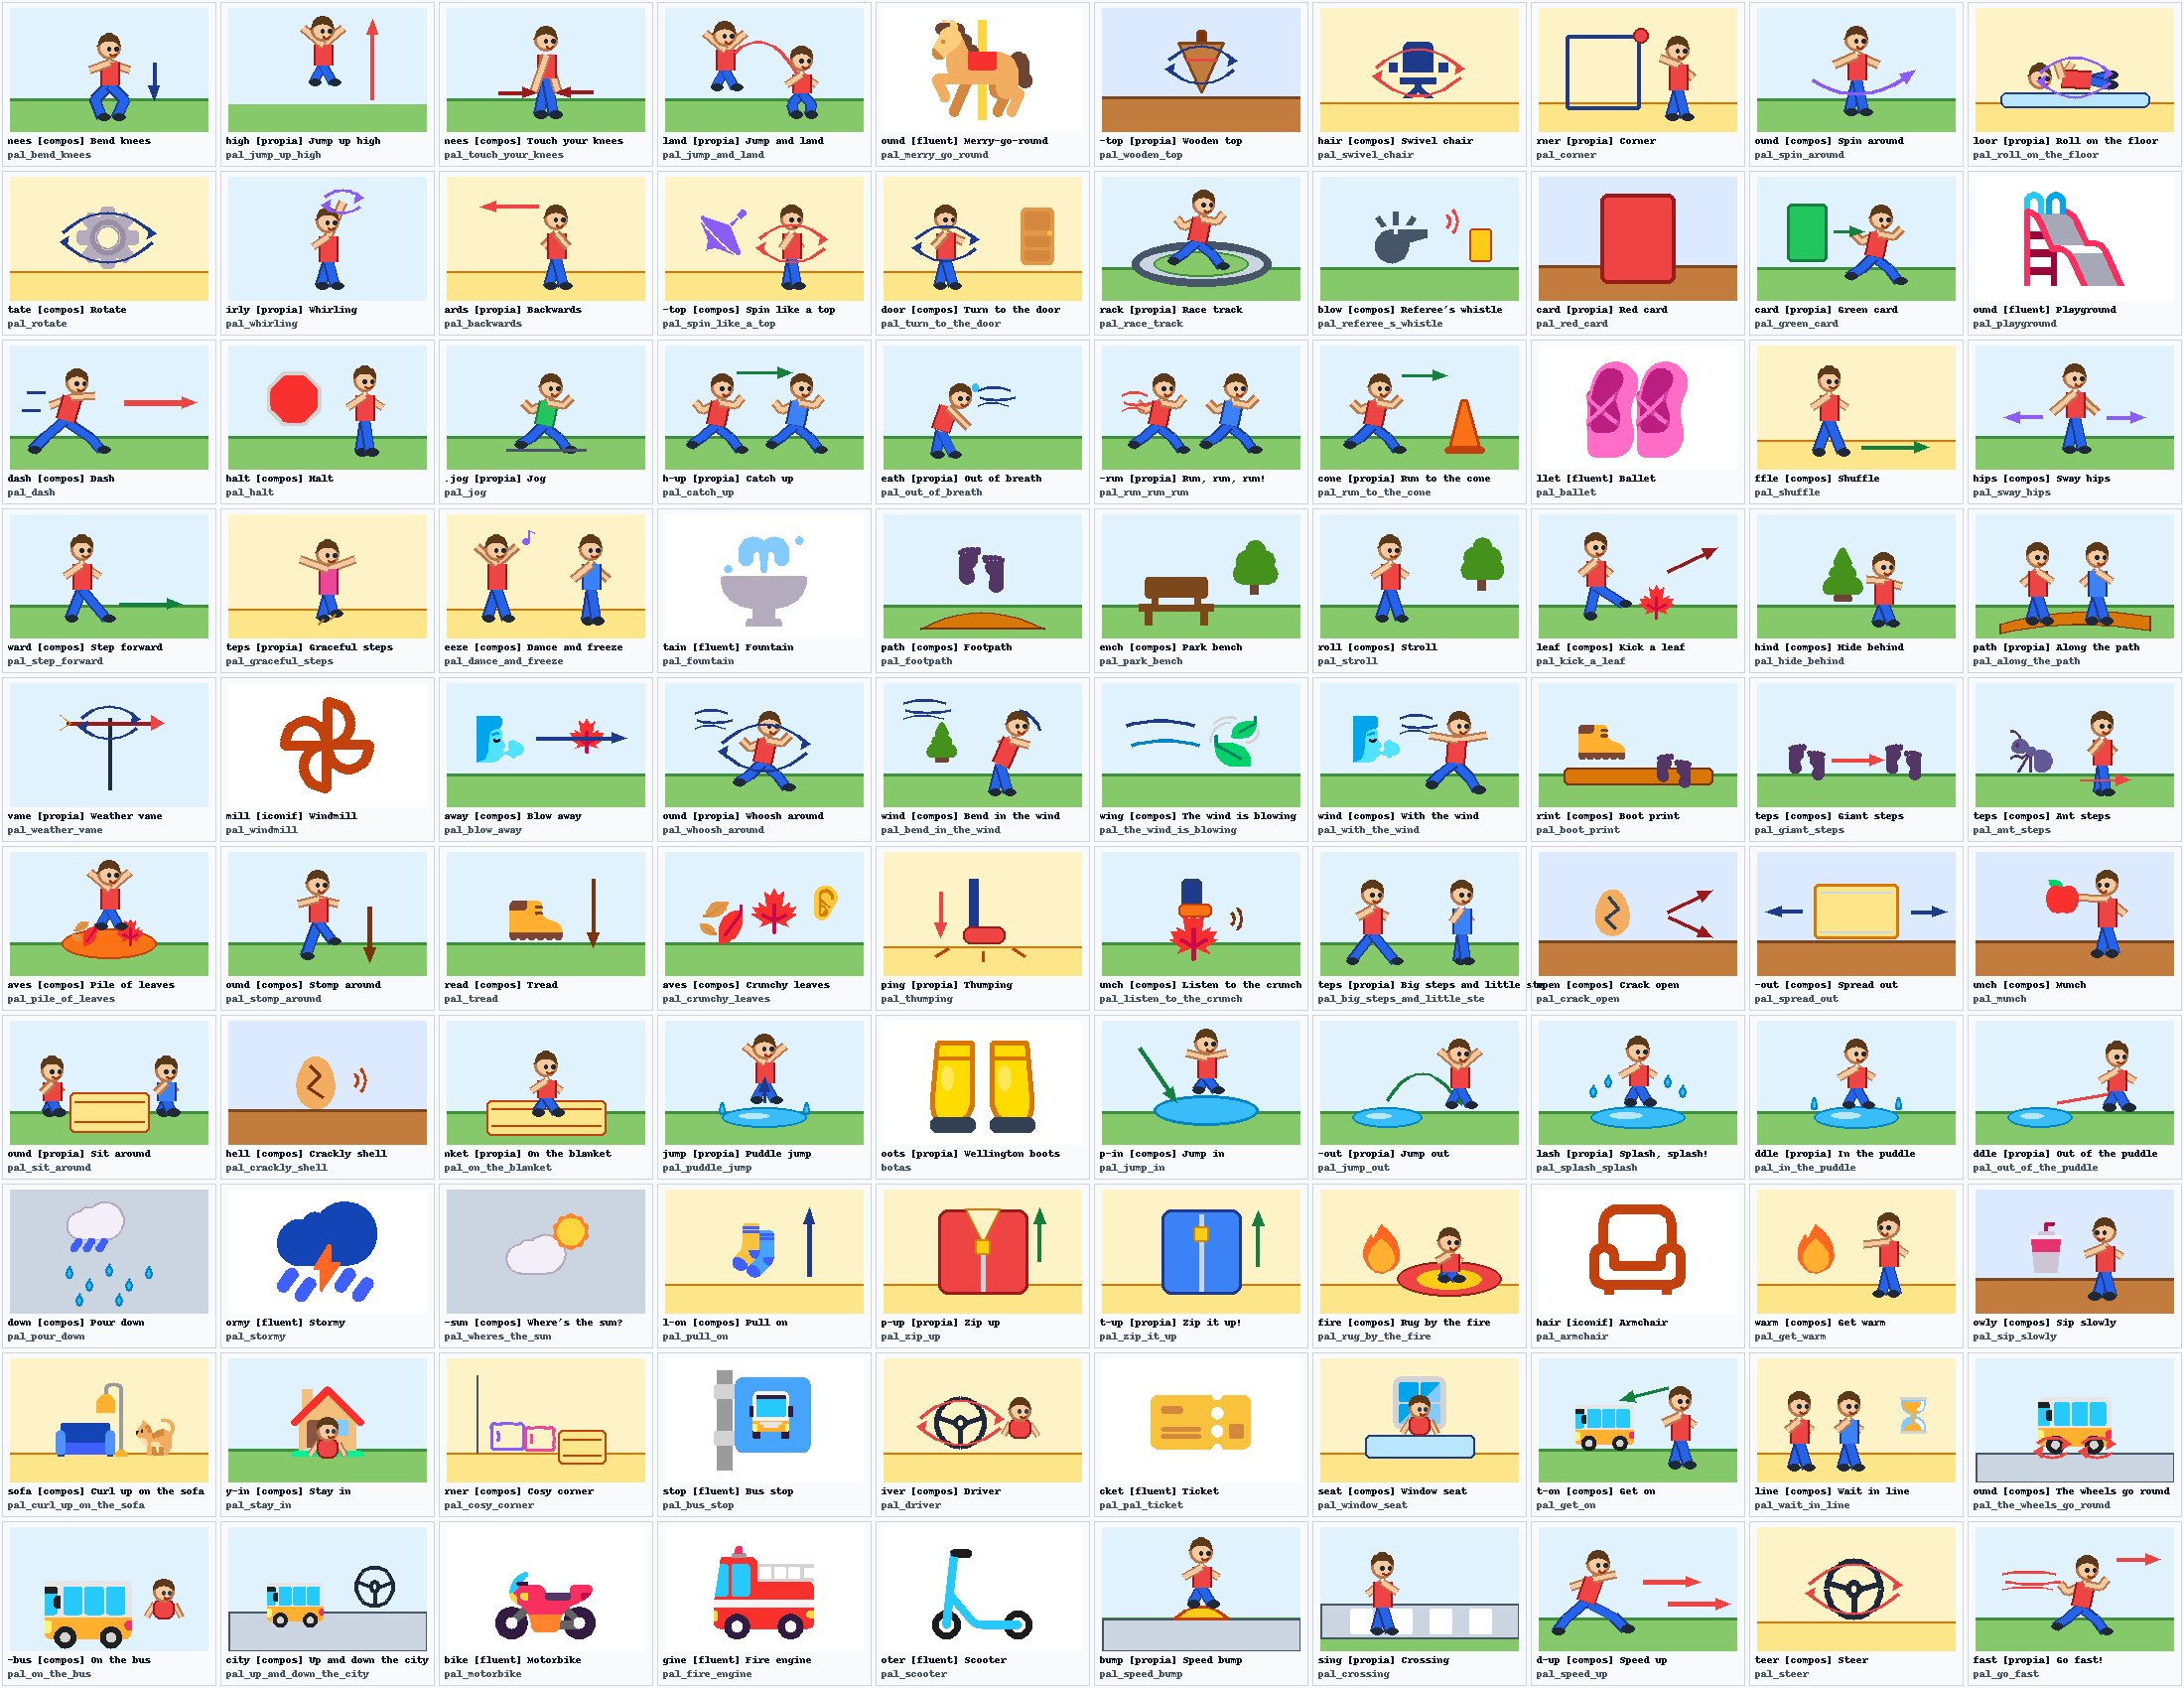 nees [compos] Bend knees
pal_bend_knees
high [propia] Jump up high
pal_jump_up_high
nees [compos] Touch your knees
pal_touch_your_knees
land [propia] Jump and land
pal_jump_and_land
ound [fluent] Merry-go-round
pal_merry_go_round
-top [propia] Wooden top
pal_wooden_top
hair [compos] Swivel chair
pal_swivel_chair
rner [propia] Corner
pal_corner
ound [compos] Spin around
pal_spin_around
loor [propia] Roll on the floor
pal_roll_on_the_floor
tate [compos] Rotate
pal_rotate
irly [propia] Whirling
pal_whirling
ards [propia] Backwards
pal_backwards
-top [compos] Spin like a top
pal_spin_like_a_top
door [compos] Turn to the door
pal_turn_to_the_door
rack [propia] Race track
pal_race_track
blow [compos] Referee's whistle
pal_referee_s_whistle
card [propia] Red card
pal_red_card
card [propia] Green card
pal_green_card
ound [fluent] Playground
pal_playground
dash [compos] Dash
pal_dash
halt [compos] Halt
pal_halt
.jog [propia] Jog
pal_jog
h-up [propia] Catch up
pal_catch_up
eath [propia] Out of breath
pal_out_of_breath
-run [propia] Run, run, run!
pal_run_run_run
cone [propia] Run to the cone
pal_run_to_the_cone
llet [fluent] Ballet
pal_ballet
ffle [compos] Shuffle
pal_shuffle
hips [compos] Sway hips
pal_sway_hips
ward [compos] Step forward
pal_step_forward
teps [propia] Graceful steps
pal_graceful_steps
eeze [compos] Dance and freeze
pal_dance_and_freeze
tain [fluent] Fountain
pal_fountain
path [compos] Footpath
pal_footpath
ench [compos] Park bench
pal_park_bench
roll [compos] Stroll
pal_stroll
leaf [compos] Kick a leaf
pal_kick_a_leaf
hind [compos] Hide behind
pal_hide_behind
path [propia] Along the path
pal_along_the_path
vane [propia] Weather vane
pal_weather_vane
mill [iconif] Windmill
pal_windmill
away [compos] Blow away
pal_blow_away
ound [propia] Whoosh around
pal_whoosh_around
wind [compos] Bend in the wind
pal_bend_in_the_wind
wing [compos] The wind is blowing
pal_the_wind_is_blowing
wind [compos] With the wind
pal_with_the_wind
rint [compos] Boot print
pal_boot_print
teps [compos] Giant steps
pal_giant_steps
teps [compos] Ant steps
pal_ant_steps
aves [compos] Pile of leaves
pal_pile_of_leaves
ound [compos] Stomp around
pal_stomp_around
read [compos] Tread
pal_tread
aves [compos] Crunchy leaves
pal_crunchy_leaves
ping [propia] Thumping
pal_thumping
unch [compos] Listen to the crunch
pal_listen_to_the_crunch
teps [propia] Big steps and little ste
pal_big_steps_and_little_ste
open [compos] Crack open
pal_crack_open
-out [compos] Spread out
pal_spread_out
unch [compos] Munch
pal_munch
ound [propia] Sit around
pal_sit_around
hell [compos] Crackly shell
pal_crackly_shell
nket [propia] On the blanket
pal_on_the_blanket
jump [propia] Puddle jump
pal_puddle_jump
oots [propia] Wellington boots
botas
p-in [compos] Jump in
pal_jump_in
-out [propia] Jump out
pal_jump_out
lash [propia] Splash, splash!
pal_splash_splash
ddle [propia] In the puddle
pal_in_the_puddle
ddle [propia] Out of the puddle
pal_out_of_the_puddle
down [compos] Pour down
pal_pour_down
ormy [fluent] Stormy
pal_stormy
-sun [compos] Where's the sun?
pal_wheres_the_sun
l-on [compos] Pull on
pal_pull_on
p-up [propia] Zip up
pal_zip_up
t-up [propia] Zip it up!
pal_zip_it_up
fire [compos] Rug by the fire
pal_rug_by_the_fire
hair [iconif] Armchair
pal_armchair
warm [compos] Get warm
pal_get_warm
owly [compos] Sip slowly
pal_sip_slowly
sofa [compos] Curl up on the sofa
pal_curl_up_on_the_sofa
y-in [compos] Stay in
pal_stay_in
rner [compos] Cosy corner
pal_cosy_corner
stop [fluent] Bus stop
pal_bus_stop
iver [compos] Driver
pal_driver
cket [fluent] Ticket
pal_pal_ticket
seat [compos] Window seat
pal_window_seat
t-on [compos] Get on
pal_get_on
line [compos] Wait in line
pal_wait_in_line
ound [compos] The wheels go round
pal_the_wheels_go_round
-bus [compos] On the bus
pal_on_the_bus
city [compos] Up and down the city
pal_up_and_down_the_city
bike [fluent] Motorbike
pal_motorbike
gine [fluent] Fire engine
pal_fire_engine
oter [fluent] Scooter
pal_scooter
bump [propia] Speed bump
pal_speed_bump
sing [propia] Crossing
pal_crossing
d-up [compos] Speed up
pal_speed_up
teer [compos] Steer
pal_steer
fast [propia] Go fast!
pal_go_fast